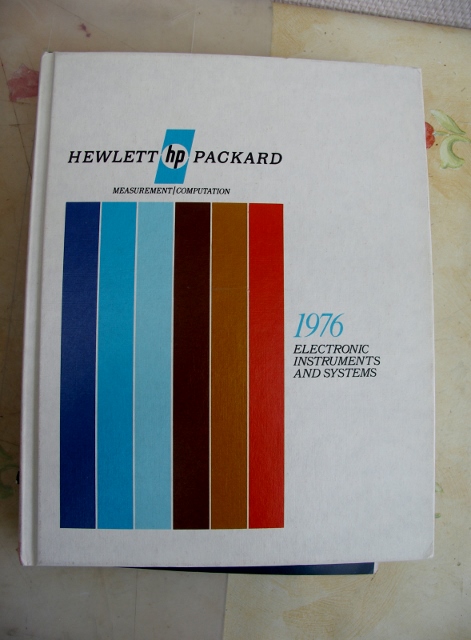 HEWLETT hp PACKARD
MEASUREMENT|COMPUTATION
1976
ELECTRONIC
INSTRUMENTS
AND SYSTEMS